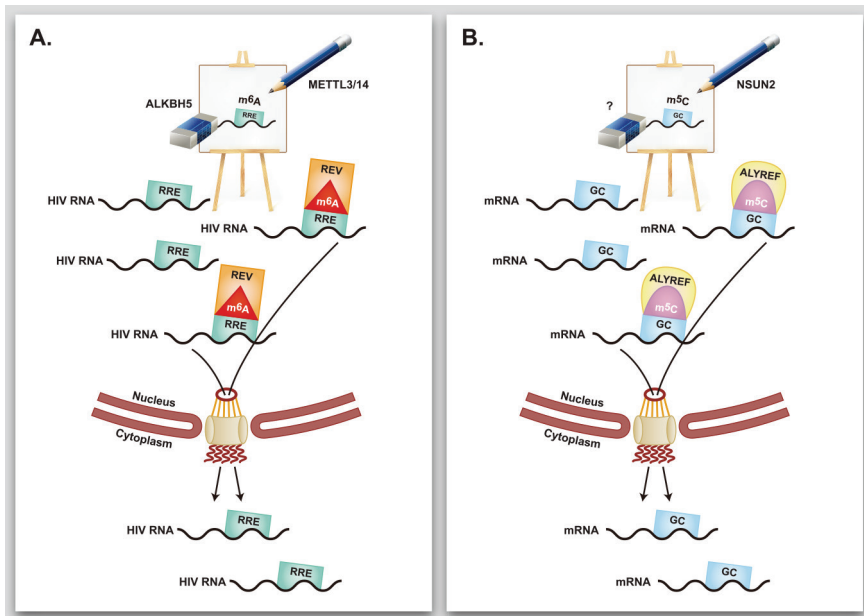 A.
METTL3/14
ALKBH5
m6A
RRE
REV
m6A
RRE
HIV RNA
RRE
HIV RNA
HIV RNA
RRE
REV
m6A
RRE
HIV RNA
Nucleus
Cytoplasm
HIV RNA
RRE
HIV RNA
RRE
B.
NSUN2
?
m5C
GC
ALYREF
m5C
GC
mRNA
GC
mRNA
mRNA
GC
ALYREF
m5C
GC
mRNA
Nucleus
Cytoplasm
mRNA
GC
mRNA
GC